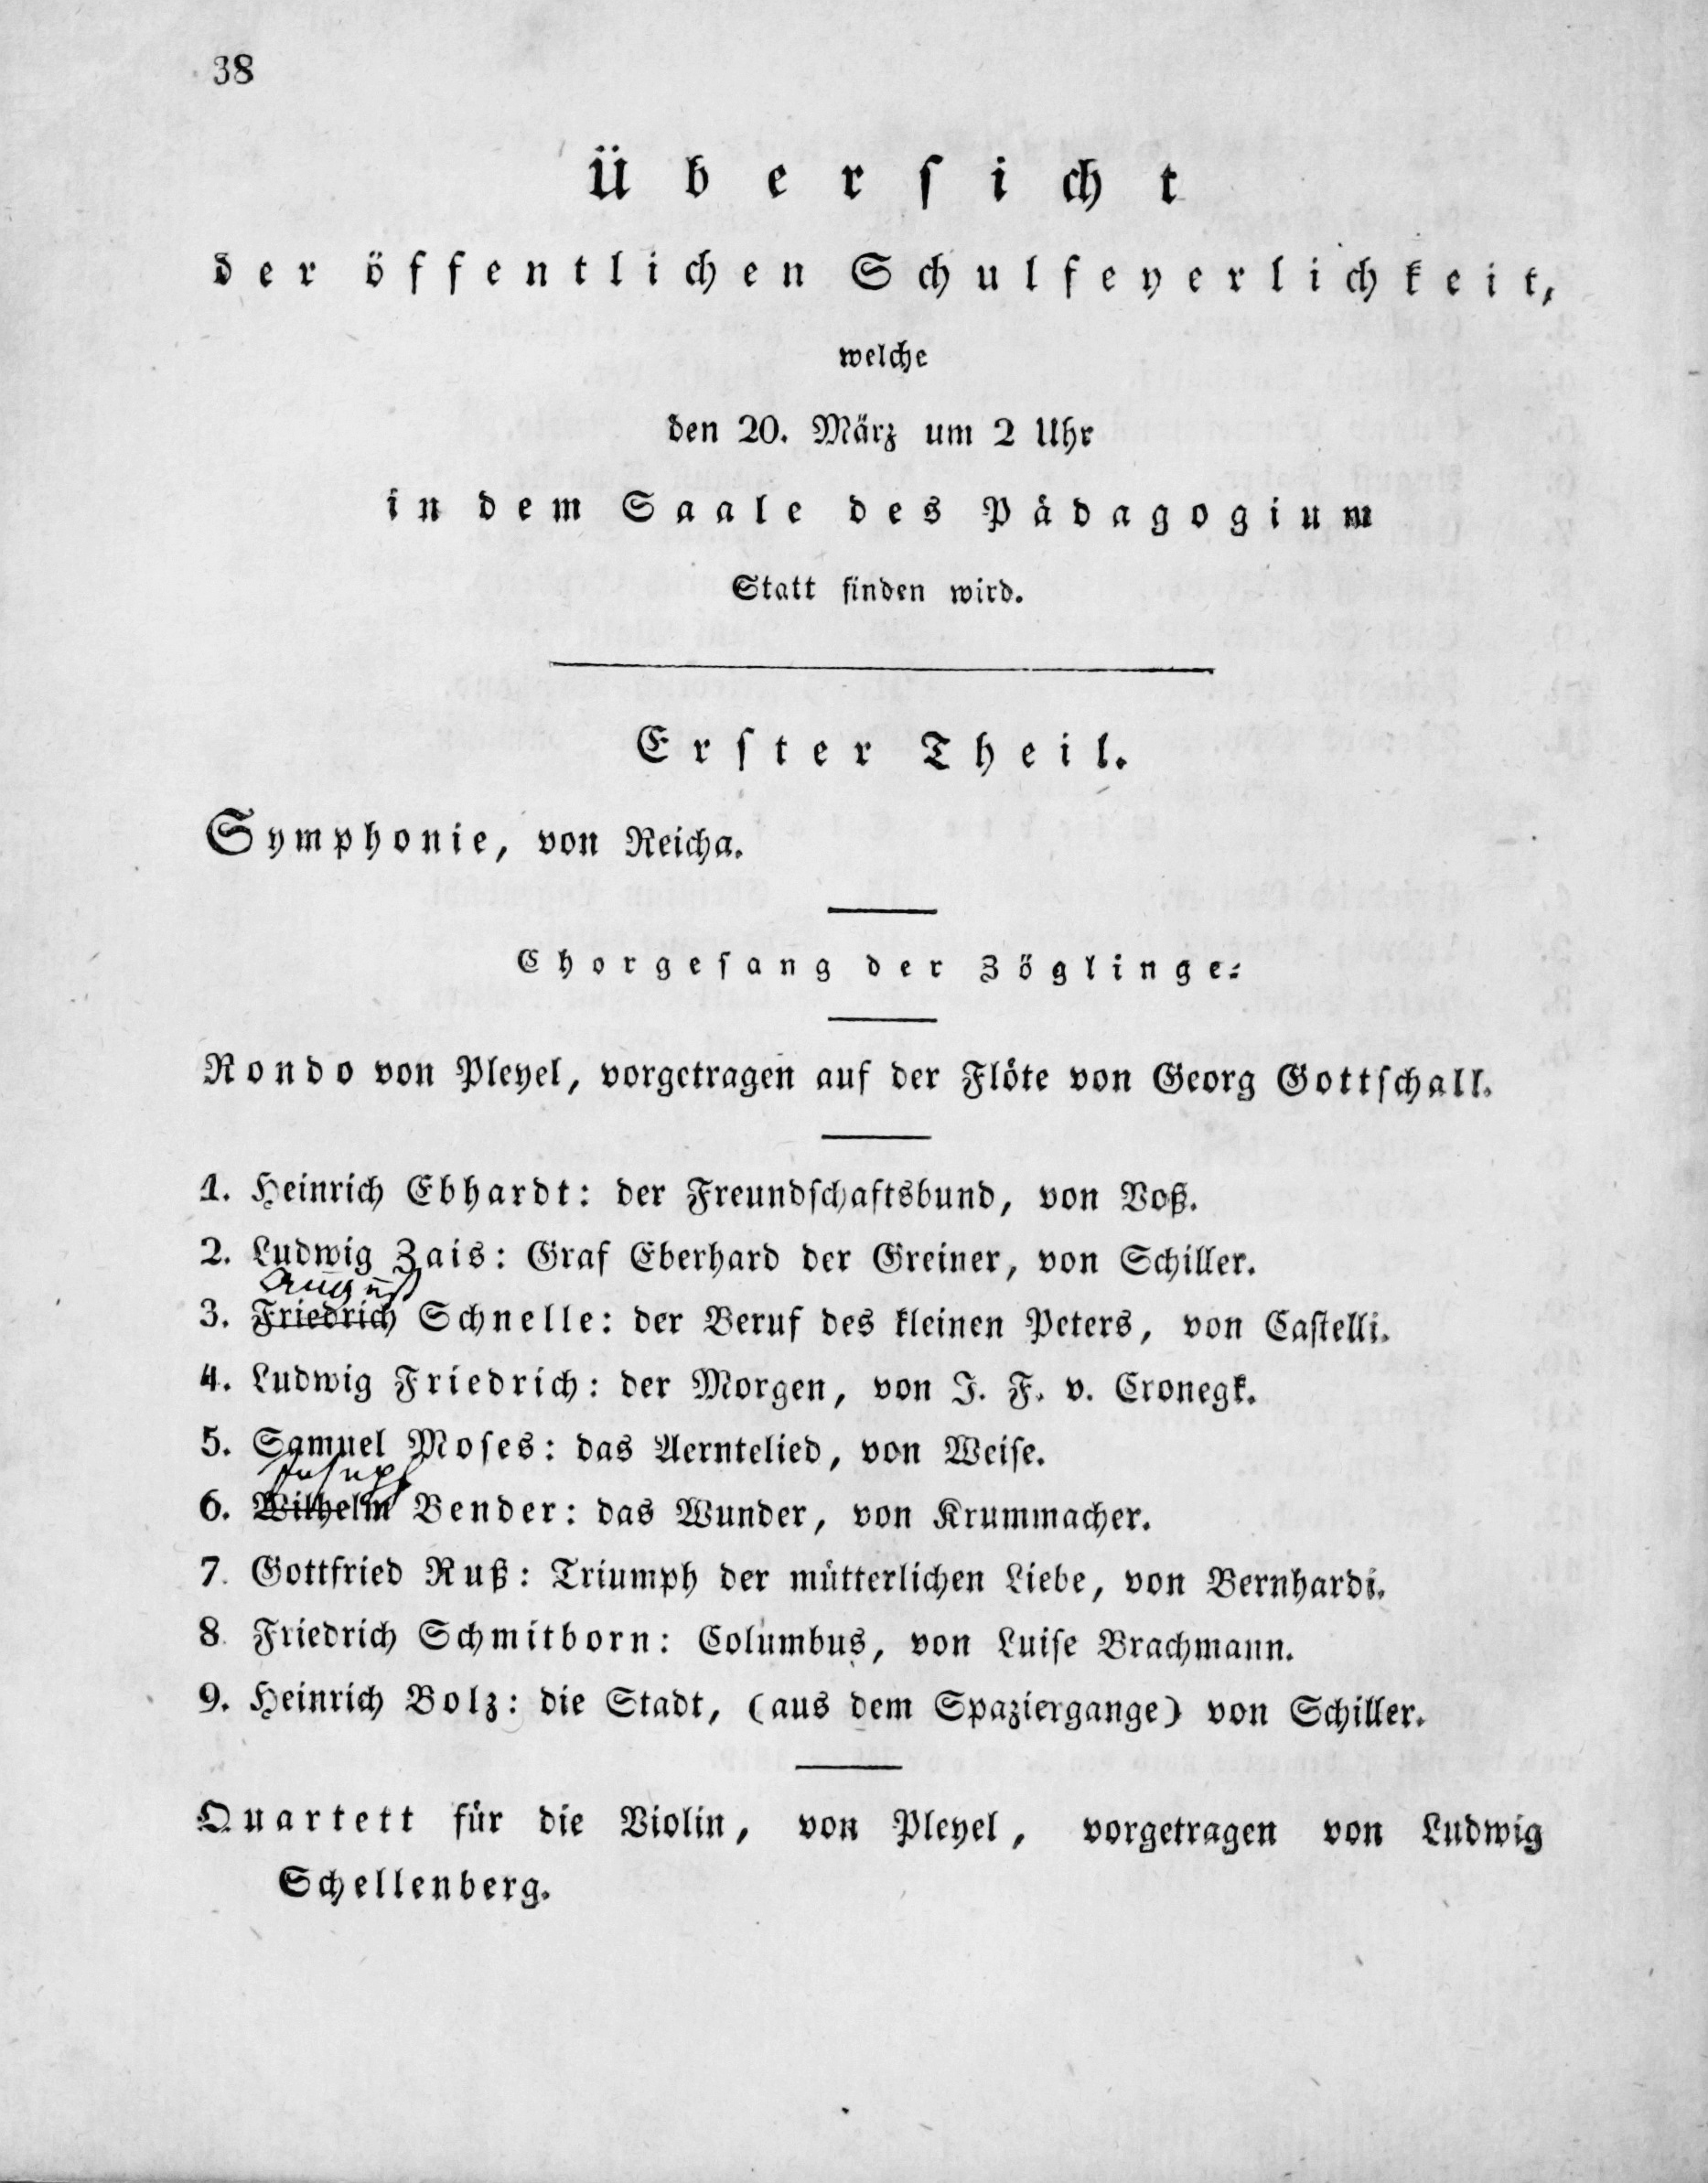 38
Übersicht
der öffentlichen Schulfeyerlichkeit,
welche
den 20. März um 2 Uhr
in dem Saale des Pädagogium
Statt finden wird.
Erster Theil.
Symphonie, von Reicha.
Chorgesang der Zöglinge.
Rondo von Pleyel, vorgetragen auf der Flöte von Georg Gottschall.
1. Heinrich Ebhardt: der Freundschaftsbund, von Voß.
2. Ludwig Zais: Graf Eberhard der Greiner, von Schiller.
August
3. Friedrich Schnelle: der Beruf des kleinen Peters, von Castelli.
4. Ludwig Friedrich: der Morgen, von J. F. v. Cronegk.
5. Samuel Moses: das Aerntelied, von Weise.
Joseph
6. Wilhelm Bender: das Wunder, von Krummacher.
7. Gottfried Ruß: Triumph der mütterlichen Liebe, von Bernhardi.
8. Friedrich Schmitborn: Columbus, von Luise Brachmann.
9. Heinrich Bolz: die Stadt, (aus dem Spaziergange) von Schiller.
Quartett für die Violin, von Pleyel, vorgetragen von Ludwig
Schellenberg.